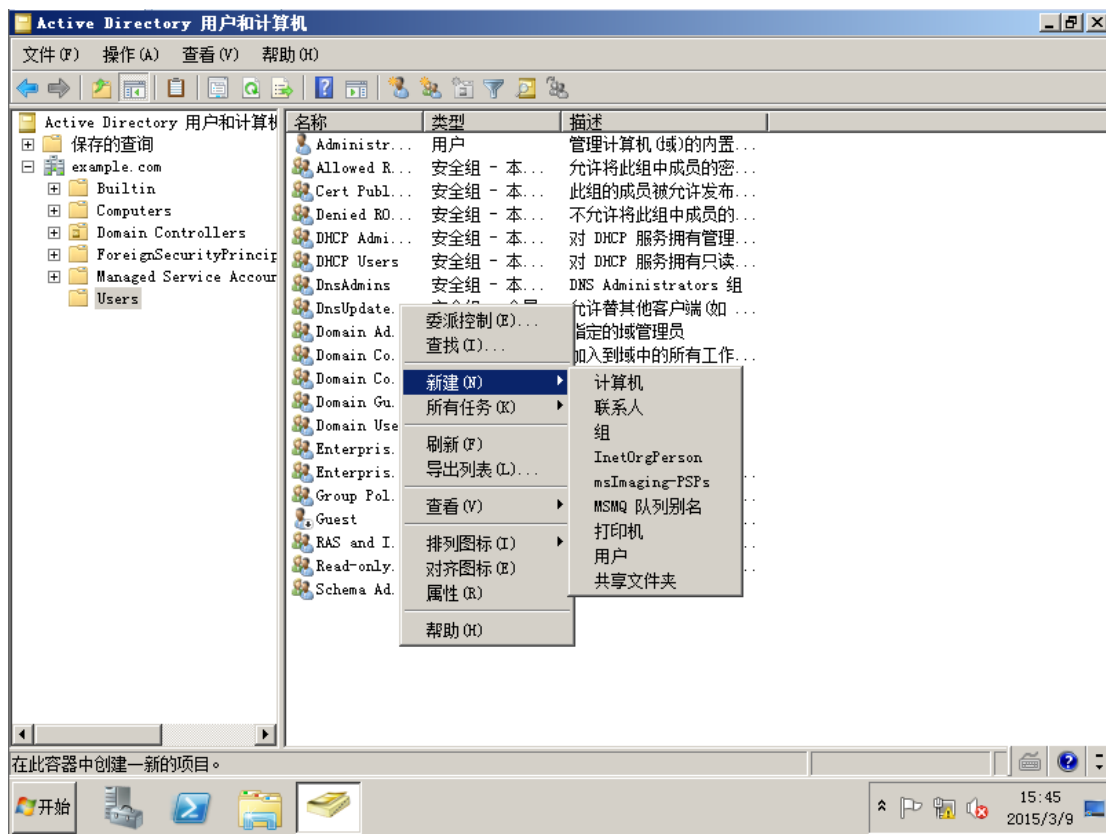 Active Directory 用户和计算机
文件(F) 操作(A) 查看(V) 帮助(H)
Active Directory 用户和计算机
保存的查询
example.com
Builtin
Computers
Domain Controllers
ForeignSecurityPrincip
Managed Service Accour
Users
名称 类型 描述
Administr... 用户 管理计算机(域)的内置...
Allowed R... 安全组 - 本... 允许将此组中成员的密...
Cert Publ... 安全组 - 本... 此组的成员被允许发布...
Denied RO... 安全组 - 本... 不允许将此组中成员的...
DHCP Admi... 安全组 - 本... 对 DHCP 服务拥有管理...
DHCP Users 安全组 - 本... 对 DHCP 服务拥有只读...
DnsAdmins 安全组 - 本... DNS Administrators 组
DnsUpdate. 允许替其他客户端(如 ...
Domain Ad. 指定的域管理员
Domain Co. 加入到域中的所有工作...
Domain Co.
Domain Gu.
Domain Use
Enterpris.
Enterpris.
Group Pol.
Guest
RAS and I.
Read-only.
Schema Ad.
委派控制(E)...
查找(I)...
新建(N)
所有任务(K)
刷新(F)
导出列表(L)...
查看(V)
排列图标(I)
对齐图标(E)
属性(R)
帮助(H)
计算机
联系人
组
InetOrgPerson
msImaging-PSPs
MSMQ 队列别名
打印机
用户
共享文件夹
在此容器中创建一新的项目。
开始
15:45
2015/3/9